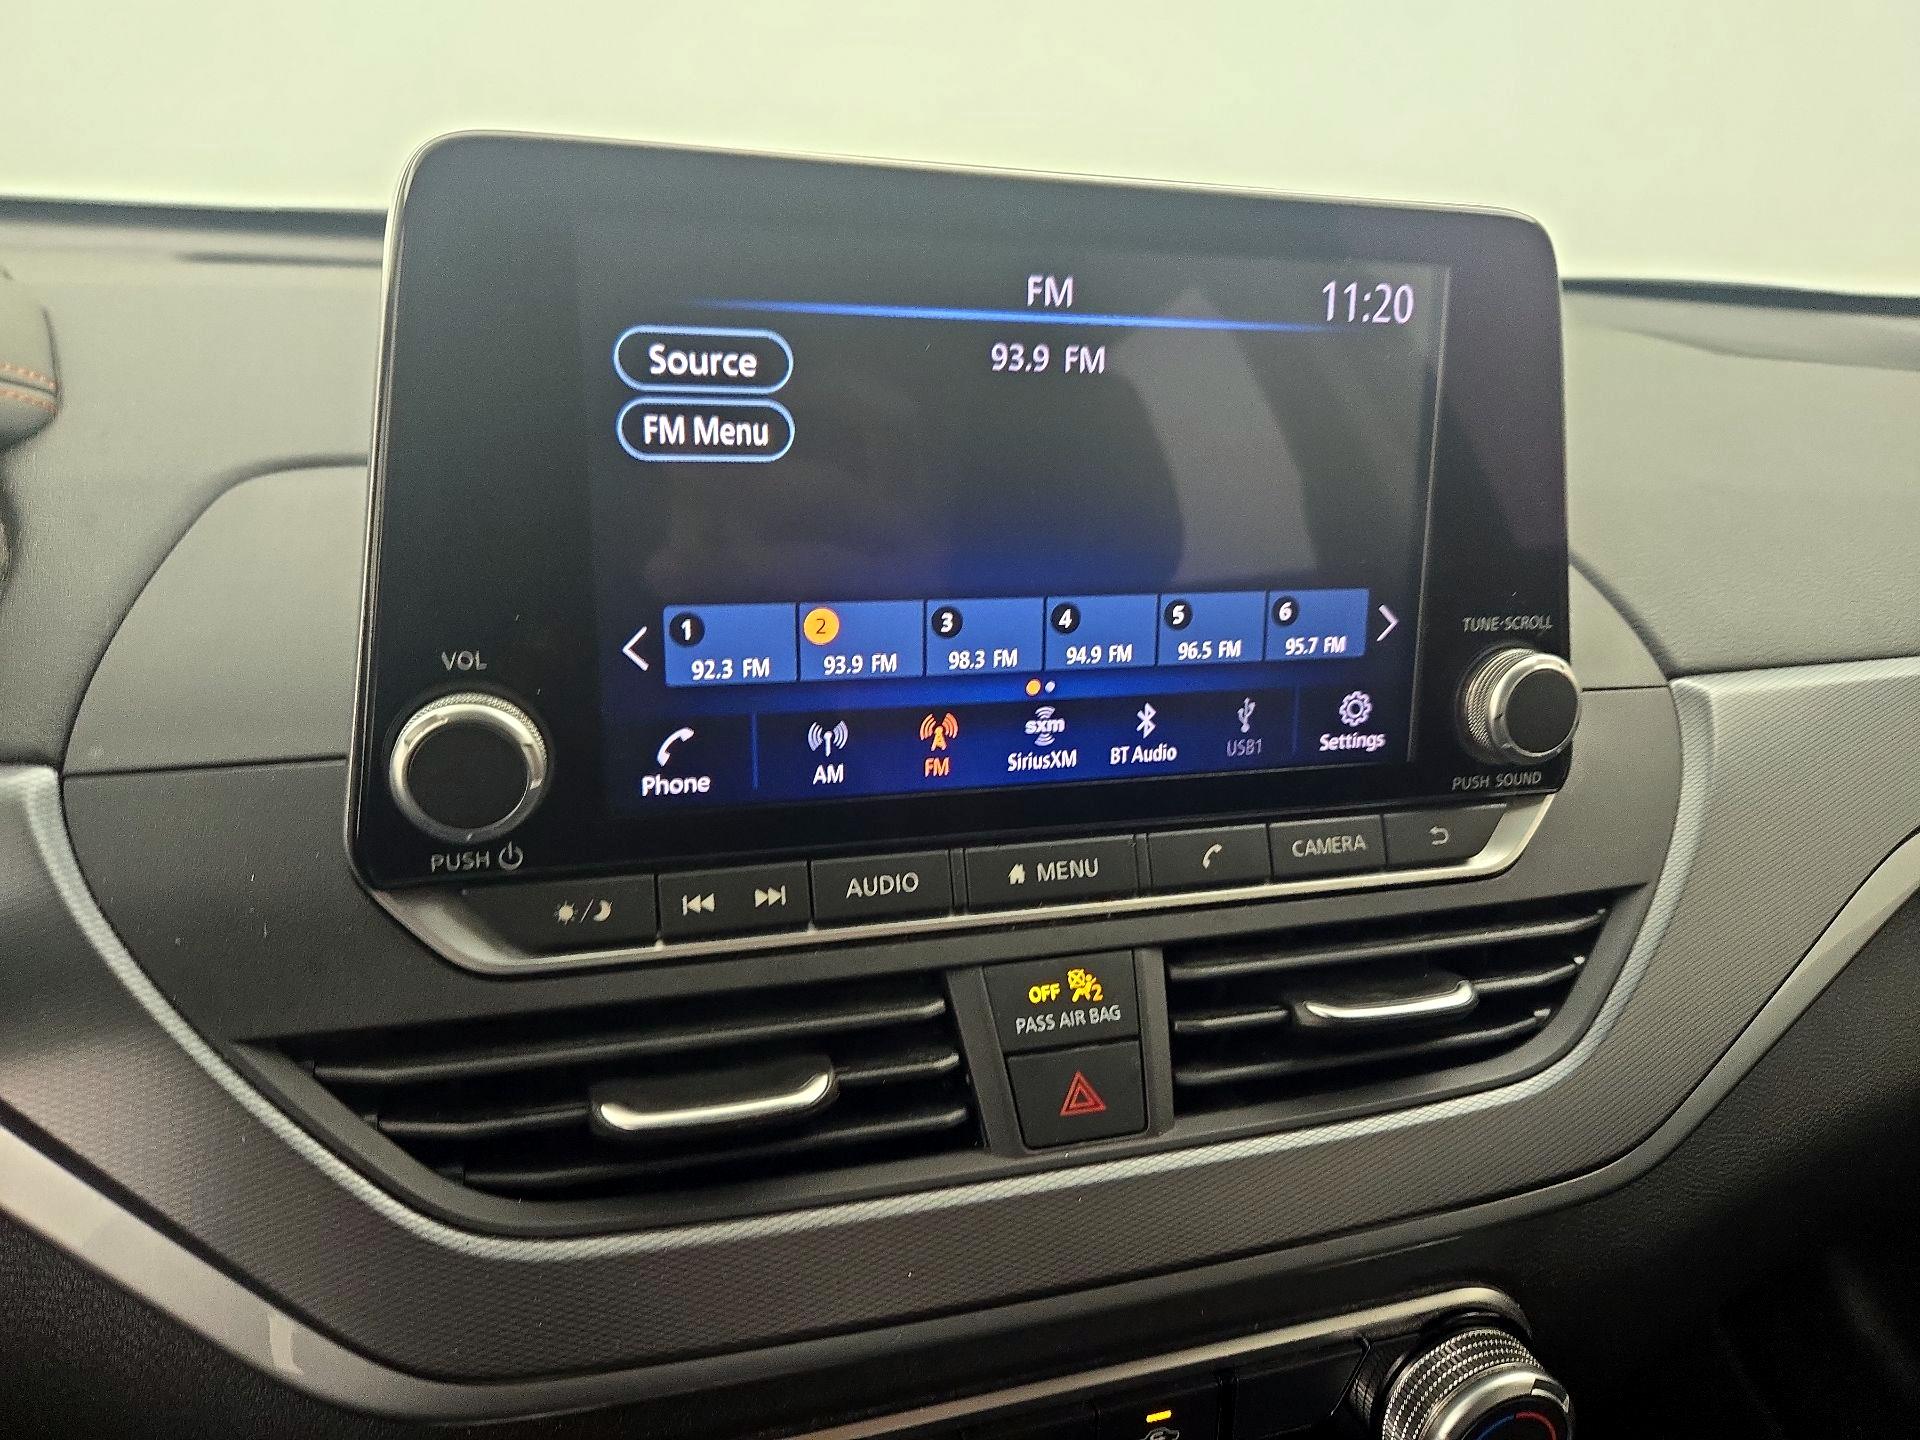 FM
11:20
Source
93.9 FM
FM Menu
1
2
3
4
5
6
92.3 FM
93.9 FM
98.3 FM
94.9 FM
96.5 FM
95.7 FM
VOL
TUNE·SCROLL
Phone
AM
FM
sxm
SiriusXM
BT Audio
USB1
Settings
PUSH
PUSH SOUND
AUDIO
MENU
CAMERA
OFF 2
PASS AIR BAG